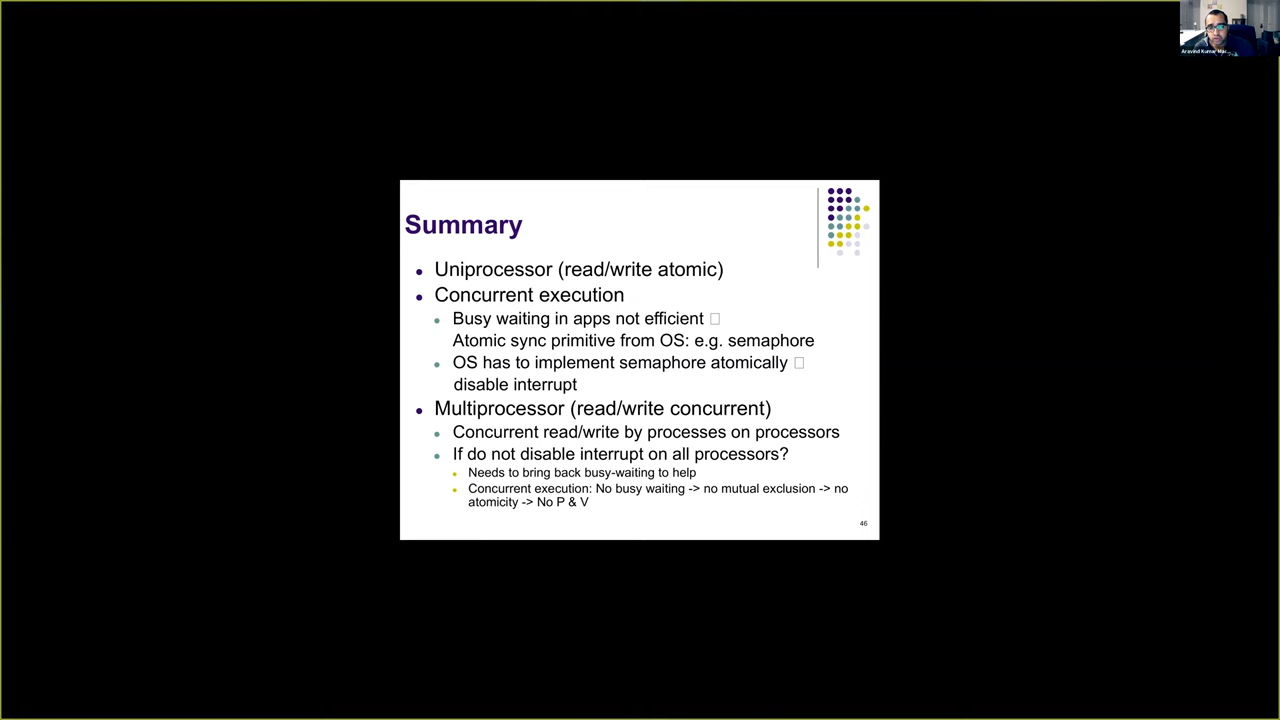 Aravind Kumar Mac...
Summary
Uniprocessor (read/write atomic)
Concurrent execution
Busy waiting in apps not efficient
Atomic sync primitive from OS: e.g. semaphore
OS has to implement semaphore atomically
disable interrupt
Multiprocessor (read/write concurrent)
Concurrent read/write by processes on processors
If do not disable interrupt on all processors?
Needs to bring back busy-waiting to help
Concurrent execution: No busy waiting -> no mutual exclusion -> no
atomicity -> No P & V
46